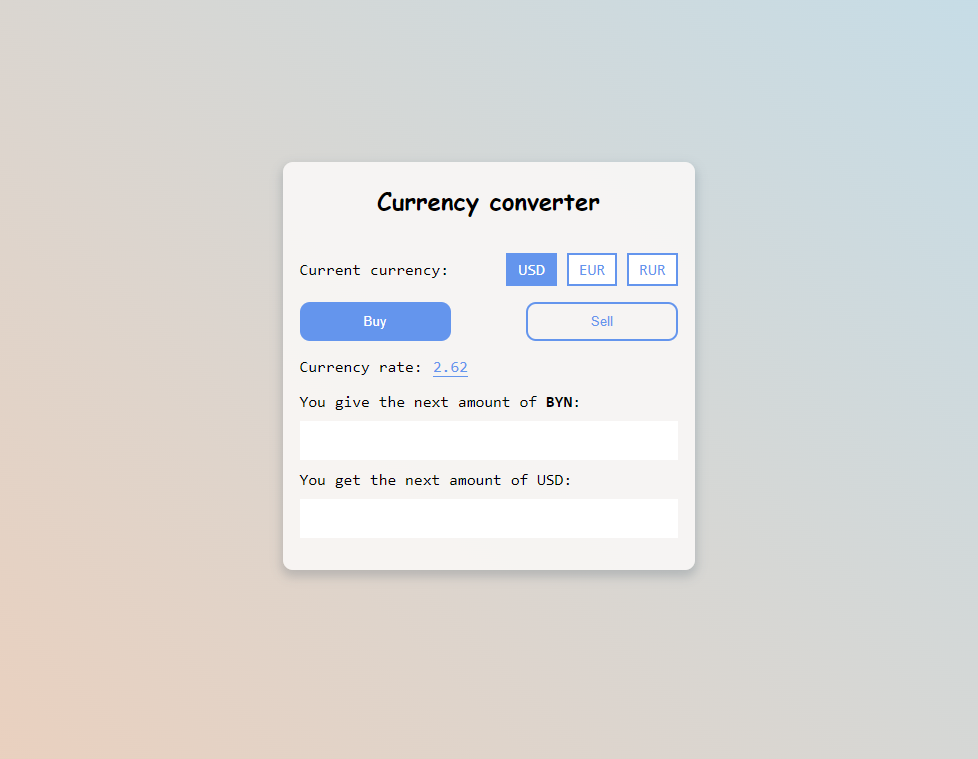 Currency converter
Current currency: USD EUR RUR
Buy Sell
Currency rate: 2.62
You give the next amount of BYN:
You get the next amount of USD: